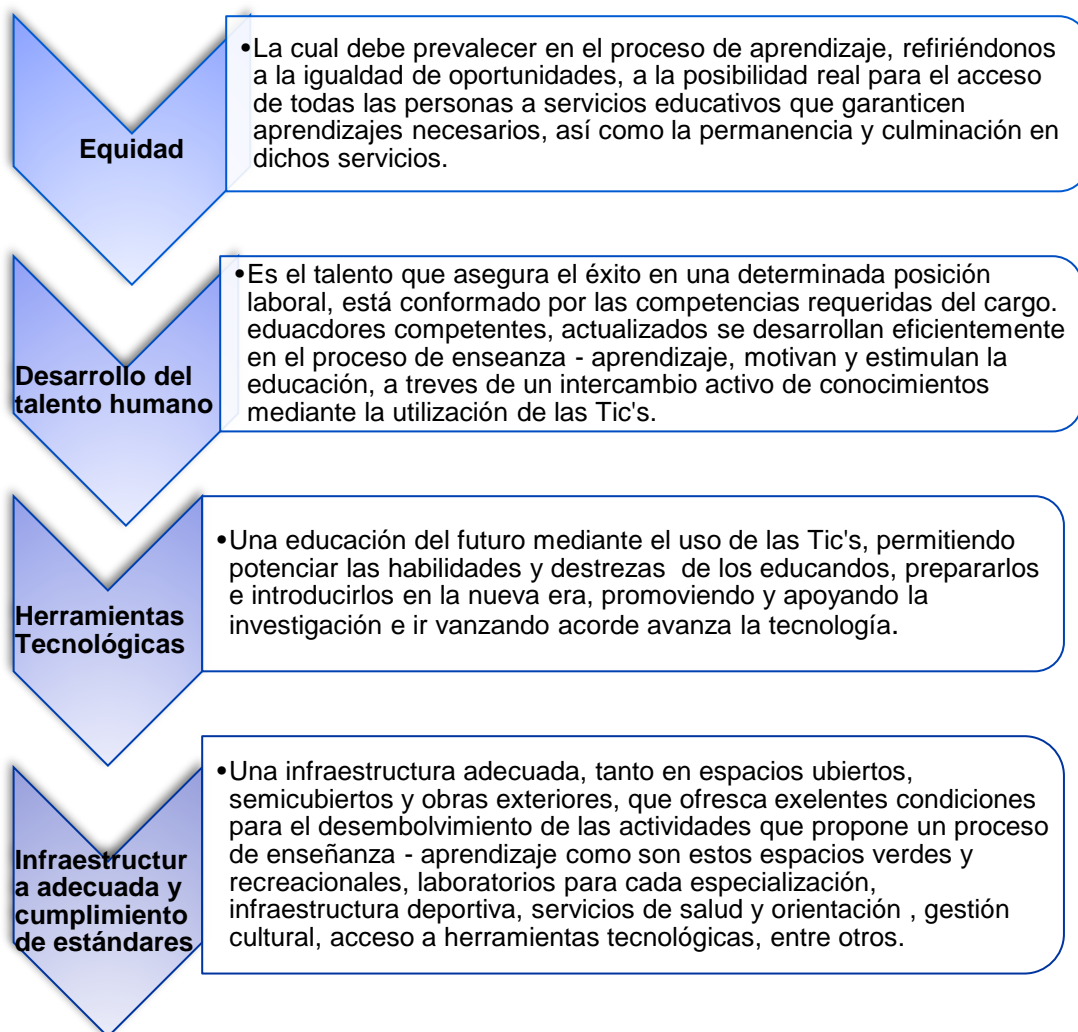 Equidad
•La cual debe prevalecer en el proceso de aprendizaje, refiriéndonos
a la igualdad de oportunidades, a la posibilidad real para el acceso
de todas las personas a servicios educativos que garanticen
aprendizajes necesarios, así como la permanencia y culminación en
dichos servicios.
Desarrollo del
talento humano
•Es el talento que asegura el éxito en una determinada posición
laboral, está conformado por las competencias requeridas del cargo.
eduacdores competentes, actualizados se desarrollan eficientemente
en el proceso de enseanza - aprendizaje, motivan y estimulan la
educación, a treves de un intercambio activo de conocimientos
mediante la utilización de las Tic's.
Herramientas
Tecnológicas
•Una educación del futuro mediante el uso de las Tic's, permitiendo
potenciar las habilidades y destrezas  de los educandos, prepararlos
e introducirlos en la nueva era, promoviendo y apoyando la
investigación e ir vanzando acorde avanza la tecnología.
Infraestructur
a adecuada y
cumplimiento
de estándares
•Una infraestructura adecuada, tanto en espacios ubiertos,
semicubiertos y obras exteriores, que ofresca exelentes condiciones
para el desembolvimiento de las actividades que propone un proceso
de enseñanza - aprendizaje como son estos espacios verdes y
recreacionales, laboratorios para cada especialización,
infraestructura deportiva, servicios de salud y orientación , gestión
cultural, acceso a herramientas tecnológicas, entre otros.